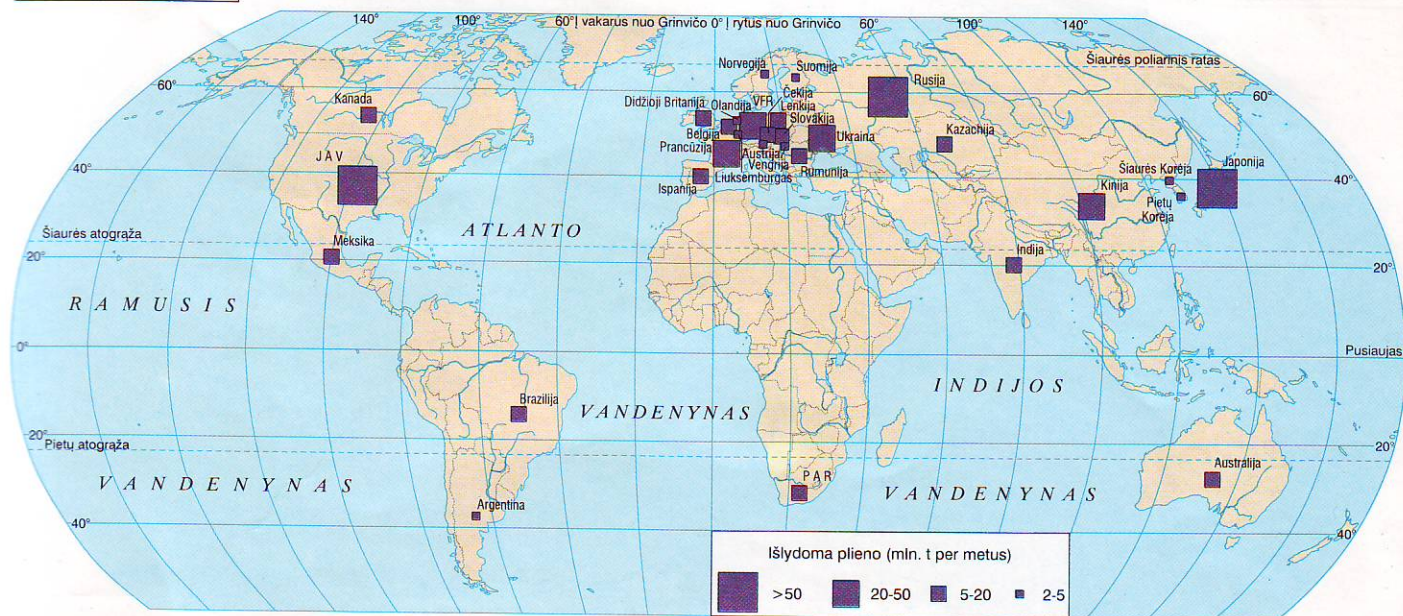 140° 100° 60° Į vakarus nuo Grinvičo 0° Į rytus nuo Grinvičo 60° 100° 140°
Šiaurės poliarinis ratas
60° 60°
Norvegija Suomija
Rusija
Kanada
Didžioji Britanija Olandija VFR Čekija
Lenkija
Slovakija
Belgija
Ukraina
Kazachija
Prancūzija
Austrija
Vengrija
Rumunija
Liuksemburgas
Ispanija
J A V
Šiaurės Korėja
Japonija
Kinija
Pietų
Korėja
40° 40°
Šiaurės atogrąža
Meksika
ATLANTO
Indija
20° 20°
RAMUSIS
0° Pusiaujas
INDIJOS
Brazilija
VANDENYNAS
20° 20°
Pietų atogrąža
VANDENYNAS
P A R
VANDENYNAS
Australija
Argentina
40° 40°
Išlydoma plieno (mln. t per metus)
>50 20-50 5-20 2-5